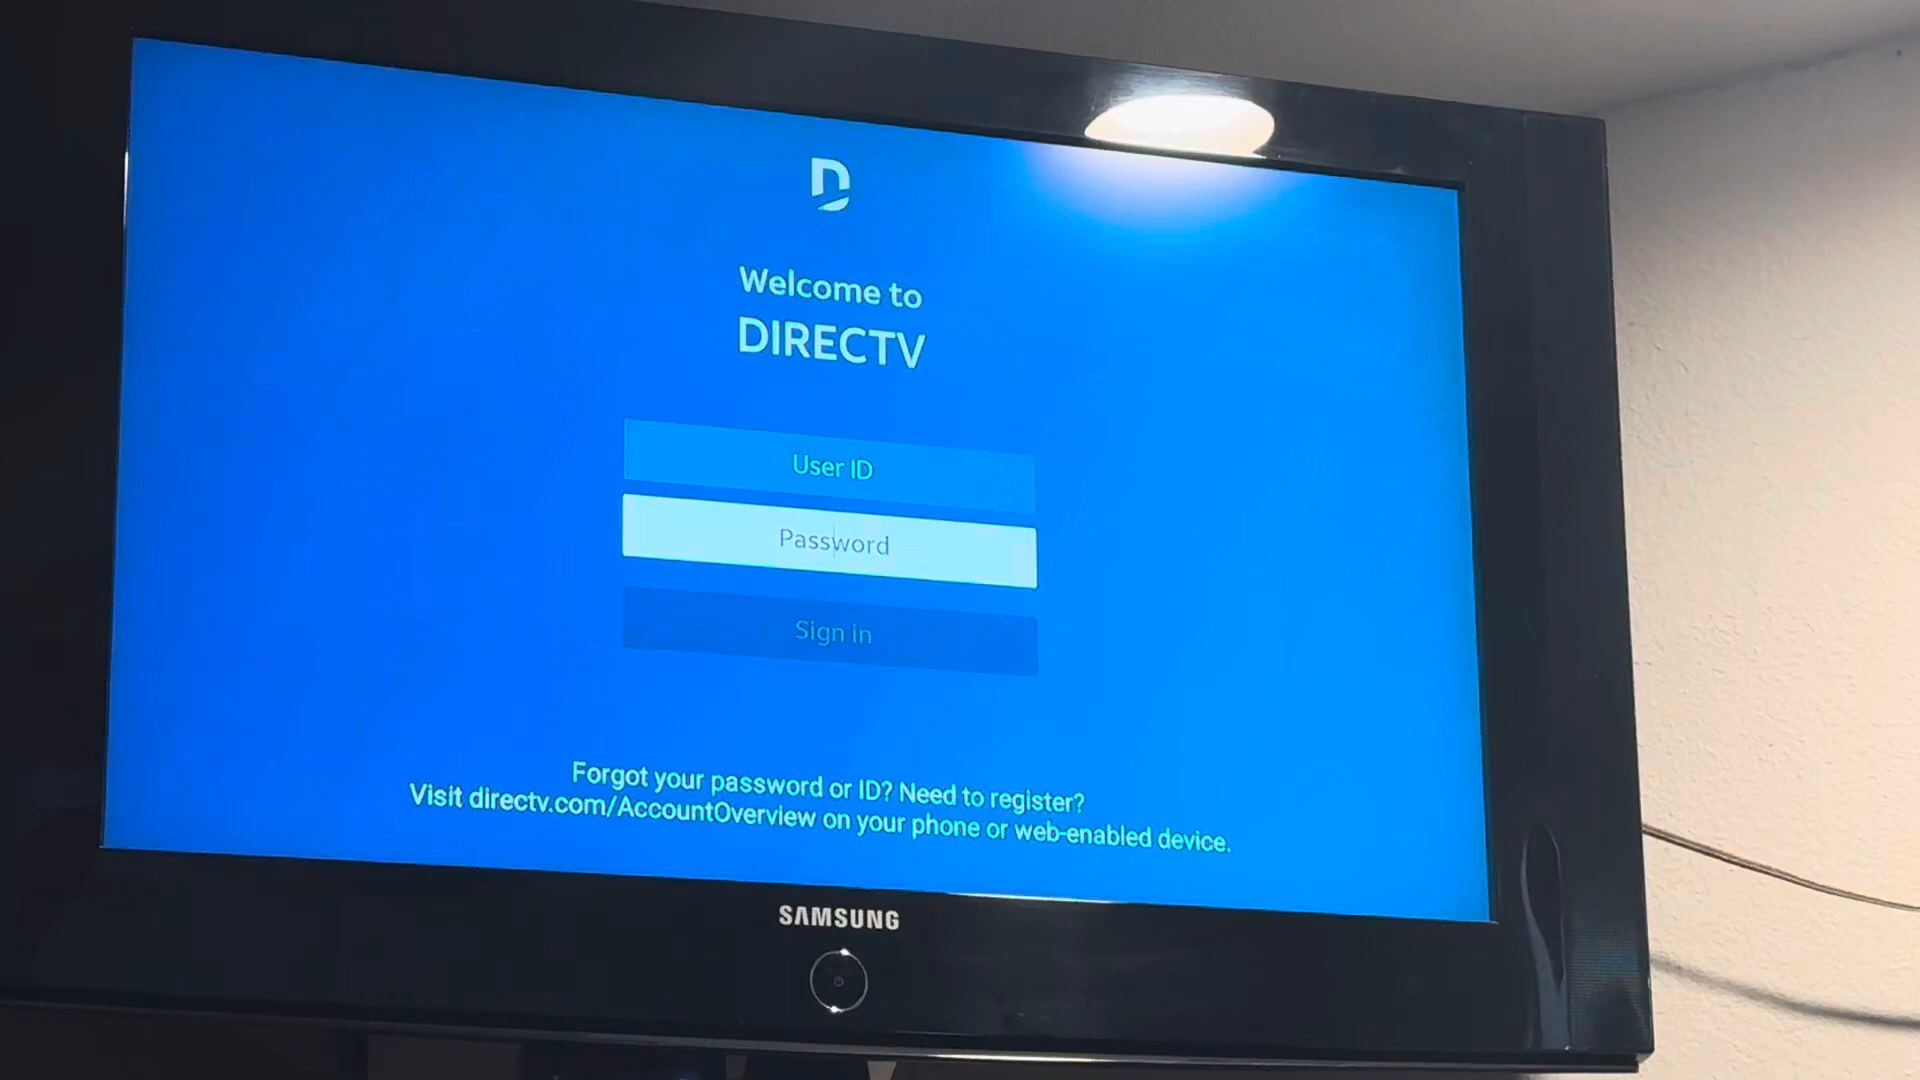 Welcome to
DIRECTV
User ID
Password
Sign in
Forgot your password or ID? Need to register?
Visit directv.com/AccountOverview on your phone or web-enabled device.
SAMSUNG